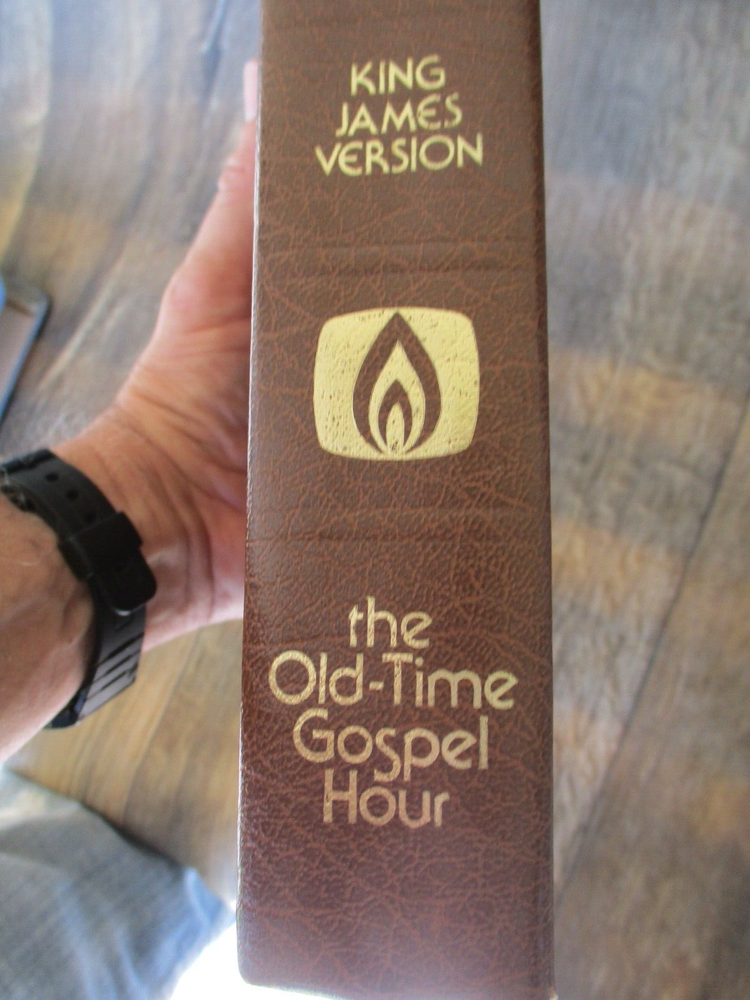 KING
JAMES
VERSION
the
Old-Time
Gospel
Hour